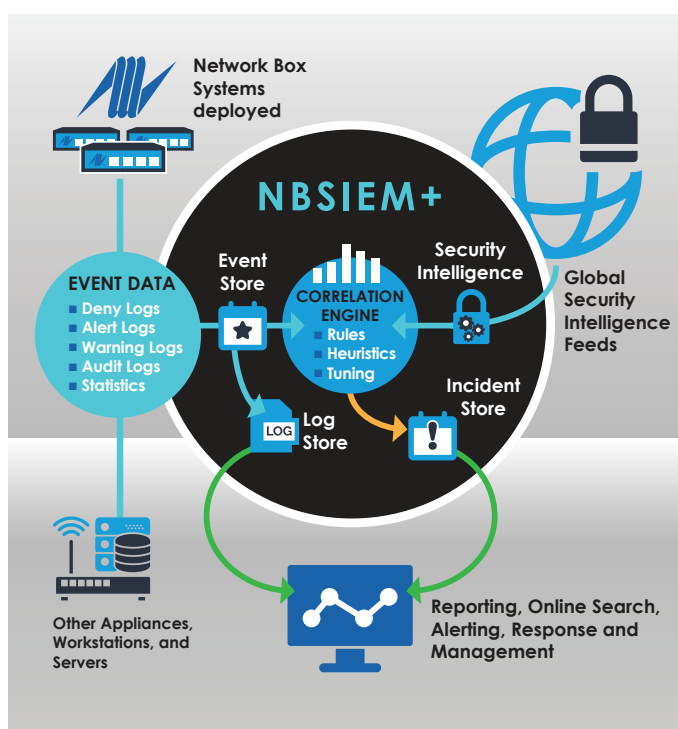 Network Box
Systems
deployed
NBSIEM+
EVENT DATA
Deny Logs
Alert Logs
Warning Logs
Audit Logs
Statistics
Event
Store
CORRELATION
ENGINE
Rules
Heuristics
Tuning
Security
Intelligence
Global
Security
Intelligence
Feeds
LOG
Log
Store
Incident
Store
Other Appliances,
Workstations, and
Servers
Reporting, Online Search,
Alerting, Response and
Management